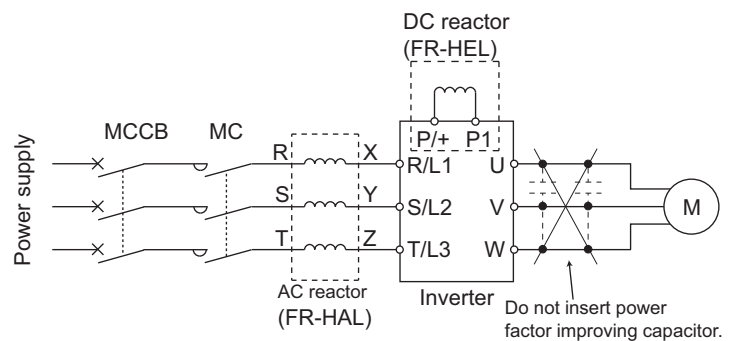 DC reactor
(FR-HEL)
MCCB
MC
P/+
P1
R
X
R/L1
U
Power supply
S
Y
S/L2
V
M
T
Z
T/L3
W
AC reactor
(FR-HAL)
Inverter
Do not insert power
factor improving capacitor.